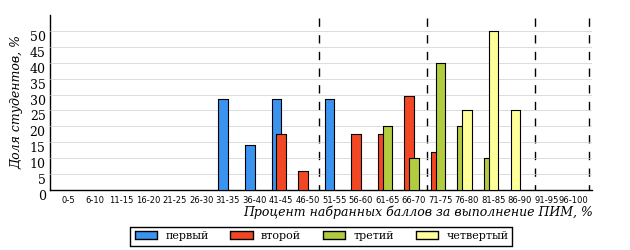 Доля студентов, %
50
45
40
35
30
25
20
15
10
5
0
0-5 6-10 11-15 16-20 21-25 26-30 31-35 36-40 41-45 46-50 51-55 56-60 61-65 66-70 71-75 76-80 81-85 86-90 91-95 96-100
Процент набранных баллов за выполнение ПИМ, %
первый второй третий четвертый